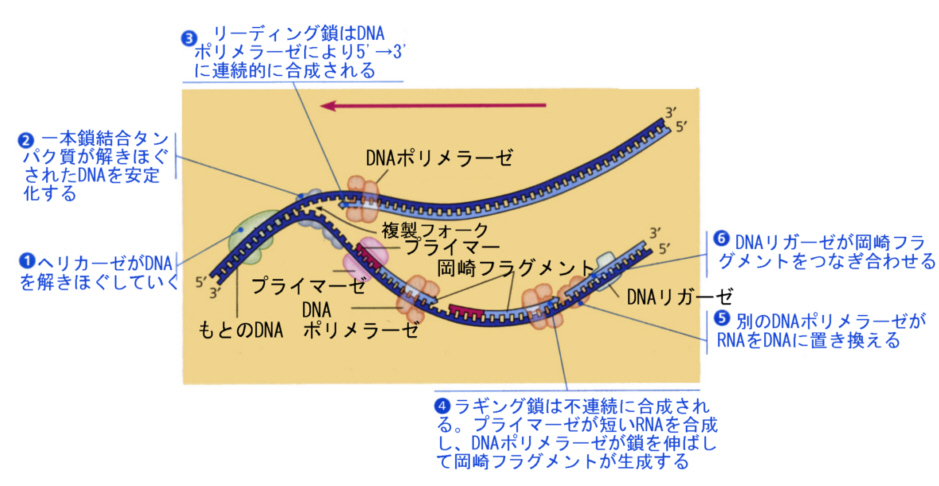 ❸ リーディング鎖はDNA
ポリメラーゼにより5'→3'
に連続的に合成される
❷ 一本鎖結合タン
パク質が解きほぐ
されたDNAを安定
化する
❶ヘリカーゼがDNA
を解きほぐしていく
3'
5'
DNAポリメラーゼ
複製フォーク
プライマー
岡崎フラグメント
5'
3'
プライマーゼ
DNA
ポリメラーゼ
もとのDNA
3'
5'
DNAリガーゼ
❻ DNAリガーゼが岡崎フラ
グメントをつなぎ合わせる
❺ 別のDNAポリメラーゼが
RNAをDNAに置き換える
❹ ラギング鎖は不連続に合成され
る。プライマーゼが短いRNAを合成
し、DNAポリメラーゼが鎖を伸ばし
て岡崎フラグメントが生成する